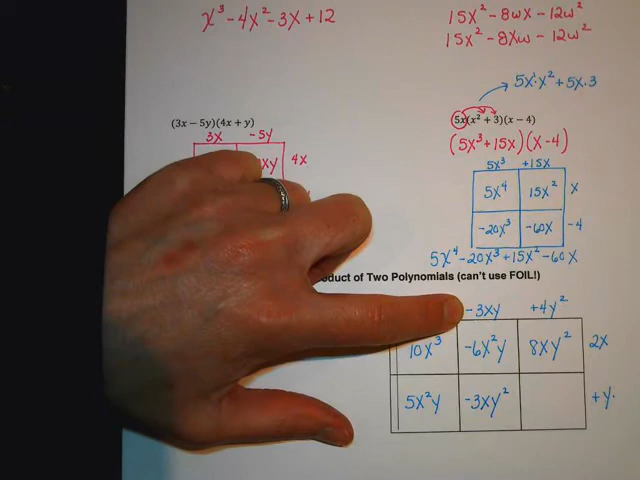 x³ - 4x² - 3x + 12
15x² - 8wx - 12w²
15x² - 8xw - 12w²
5x¹·x² + 5x·3
(3x − 5y)(4x + y)
5x(x² + 3)(x − 4)
3x -5y
(5x³ + 15x)(x - 4)
xy 4x
5x³ +15x
5x⁴ 15x² x
-20x³ -60x -4
5x⁴ - 20x³ + 15x² - 60x
of Two Polynomials (can't use FOIL!)
-3xy +4y²
10x³ -6x²y 8xy² 2x
5x²y -3xy² +y